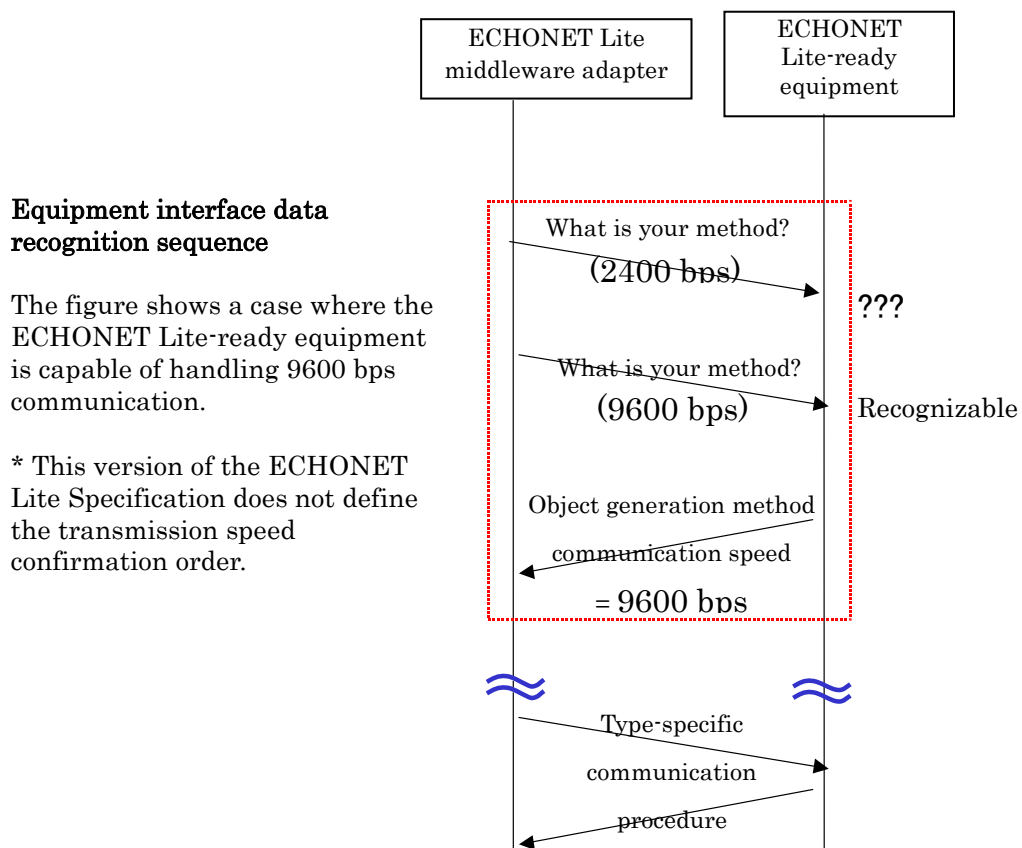 ECHONET Lite
middleware adapter
ECHONET
Lite-ready
equipment
Equipment interface data
recognition sequence
The figure shows a case where the
ECHONET Lite-ready equipment
is capable of handling 9600 bps
communication.
* This version of the ECHONET
Lite Specification does not define
the transmission speed
confirmation order.
What is your method?
(2400 bps)
???
What is your method?
(9600 bps)
Recognizable
Object generation method
communication speed
= 9600 bps
Type-specific
communication
procedure